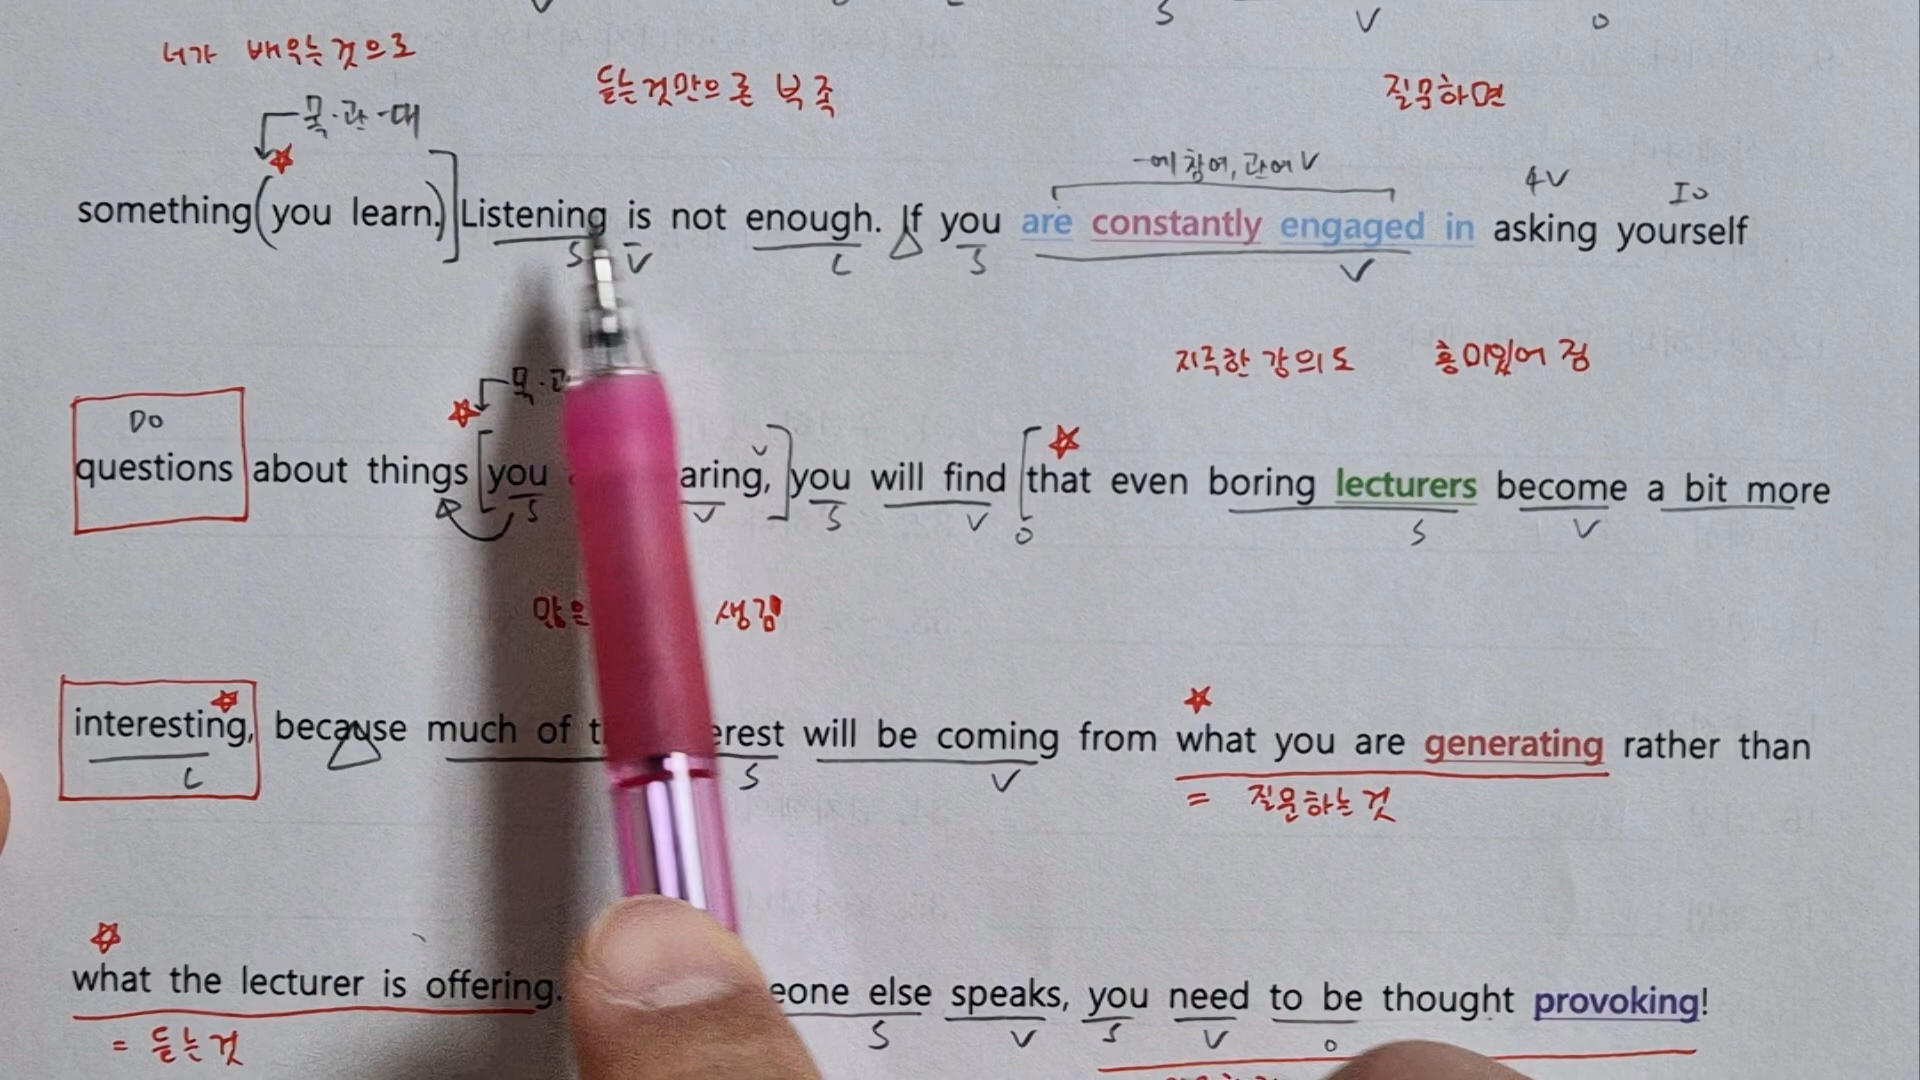 S V O
너가 배우는것으로
듣는것만으론 부족
질문하면
목·관·대
-에 참여, 관여V
4V
IO
something(you learn.)] Listening is not enough. If you are constantly engaged in asking yourself
S V C S V
지루한 강의도 흥미있어 짐
DO
목·
questions about things [you aring,] you will find [that even boring lecturers become a bit more
S V S V O S V
많은 생김
interesting, because much of will be coming from what you are generating rather than
C S V
= 질문하는 것
what the lecturer is offering. else speaks, you need to be thought provoking!
= 듣는것
S V S V O